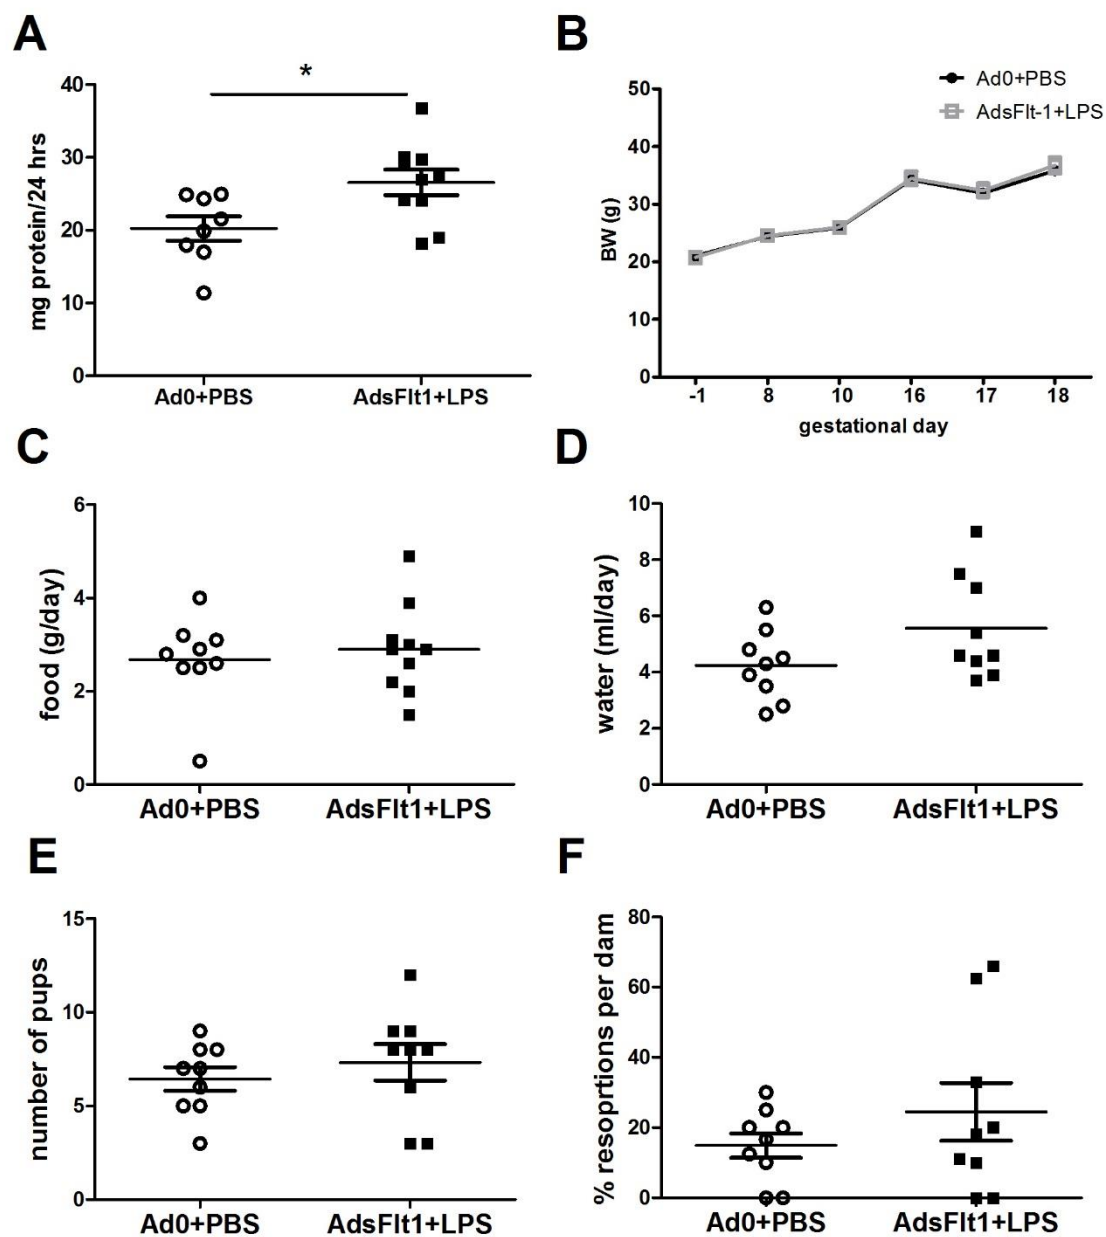 A
mg protein/24 hrs
40
30
20
10
0
*
Ad0+PBS
AdsFlt1+LPS
B
BW (g)
50
40
30
20
10
0
Ad0+PBS
AdsFlt-1+LPS
-1
8
10
16
17
18
gestational day
C
food (g/day)
6
4
2
0
Ad0+PBS
AdsFlt1+LPS
D
water (ml/day)
10
8
6
4
2
0
Ad0+PBS
AdsFlt1+LPS
E
number of pups
15
10
5
0
Ad0+PBS
AdsFlt1+LPS
F
% resoprtions per dam
80
60
40
20
0
Ad0+PBS
AdsFlt1+LPS